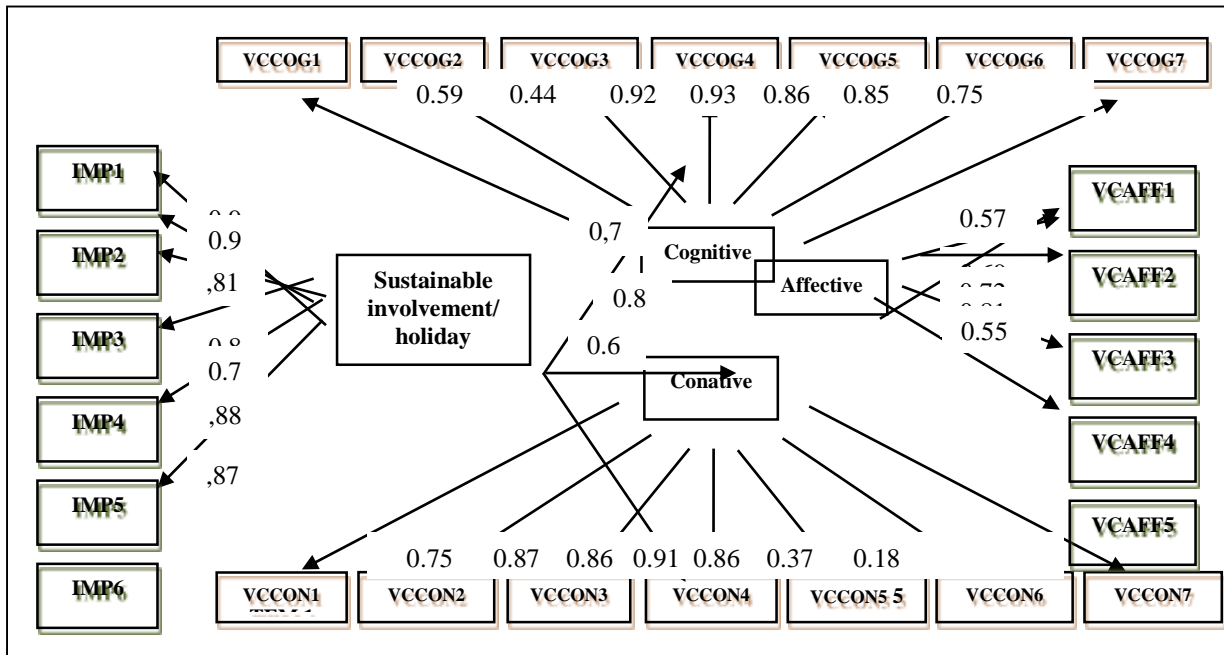 VCCOG1 VCCOG2 VCCOG3 VCCOG4 VCCOG5 VCCOG6 VCCOG7
0.59 0.44 0.92 0.93 0.86 0.85 0.75
IMP1
IMP2
IMP3
IMP4
IMP5
IMP6
0.9
,81
0.7
,88
,87
Sustainable
involvement/
holiday
0,7
0.8
0.6
Cognitive
Affective
Conative
0.57
0.55
VCAFF1
VCAFF2
VCAFF3
VCAFF4
VCAFF5
0.75 0.87 0.86 0.91 0.86 0.37 0.18
VCCON1 VCCON2 VCCON3 VCCON4 VCCON5 5 VCCON6 VCCON7